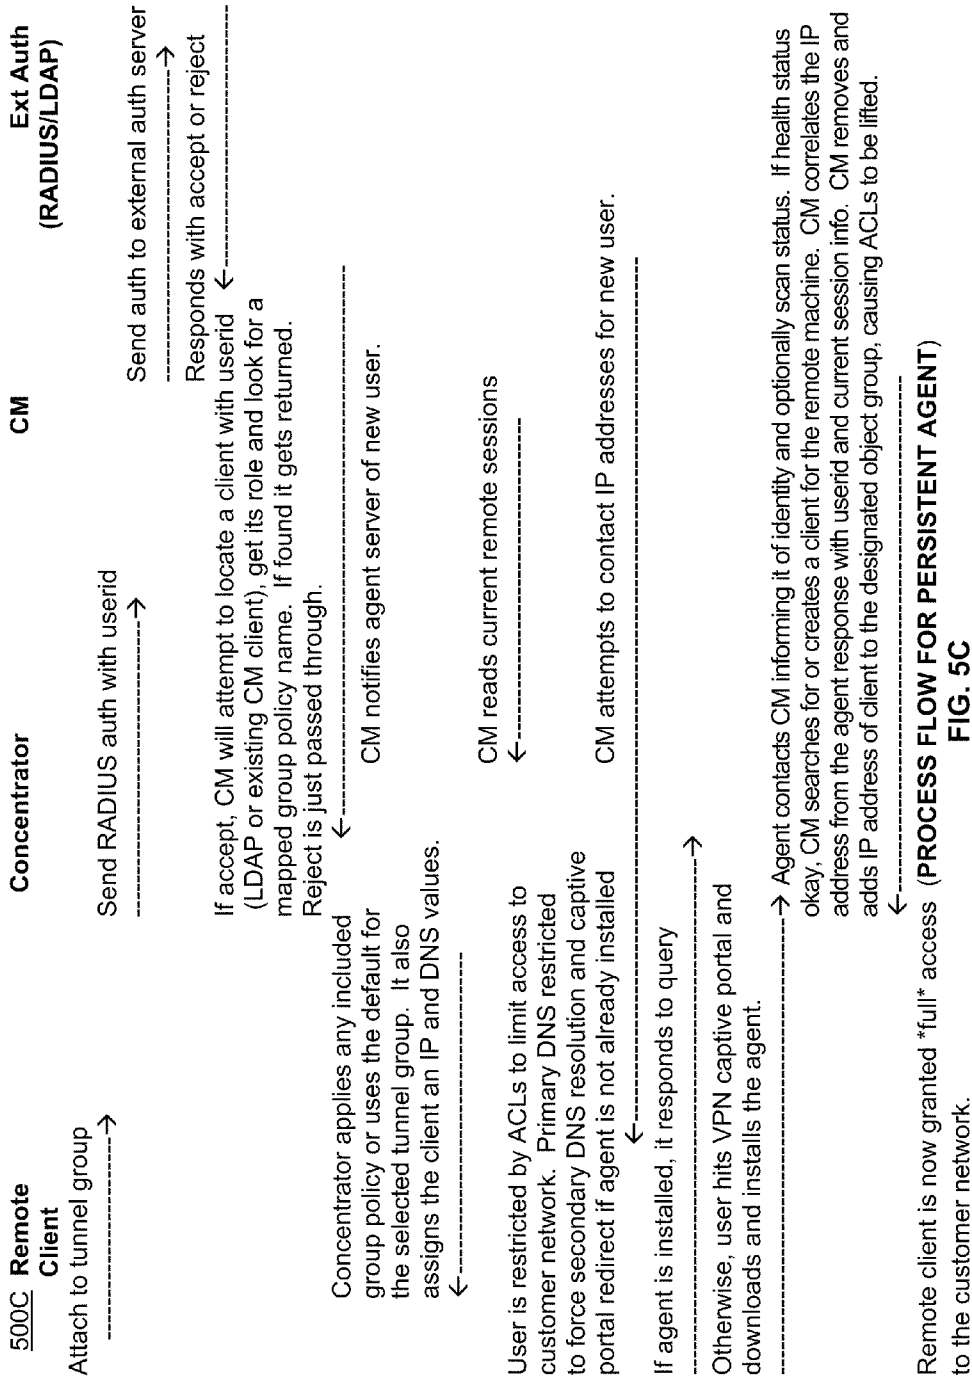 500C Remote Client
Concentrator
CM
Ext Auth
(RADIUS/LDAP)
Attach to tunnel group
Send RADIUS auth with userid
Send auth to external auth server
Responds with accept or reject
If accept, CM will attempt to locate a client with userid
(LDAP or existing CM client), get its role and look for a
mapped group policy name. If found it gets returned.
Reject is just passed through.
Concentrator applies any included
group policy or uses the default for
the selected tunnel group. It also
assigns the client an IP and DNS values.
CM notifies agent server of new user.
CM reads current remote sessions
User is restricted by ACLs to limit access to
customer network. Primary DNS restricted
to force secondary DNS resolution and captive
portal redirect if agent is not already installed
CM attempts to contact IP addresses for new user.
If agent is installed, it responds to query
Otherwise, user hits VPN captive portal and
downloads and installs the agent.
Agent contacts CM informing it of identity and optionally scan status. If health status
okay, CM searches for or creates a client for the remote machine. CM correlates the IP
address from the agent response with userid and current session info. CM removes and
adds IP address of client to the designated object group, causing ACLs to be lifted.
Remote client is now granted *full* access
to the customer network.
(PROCESS FLOW FOR PERSISTENT AGENT)
FIG. 5C